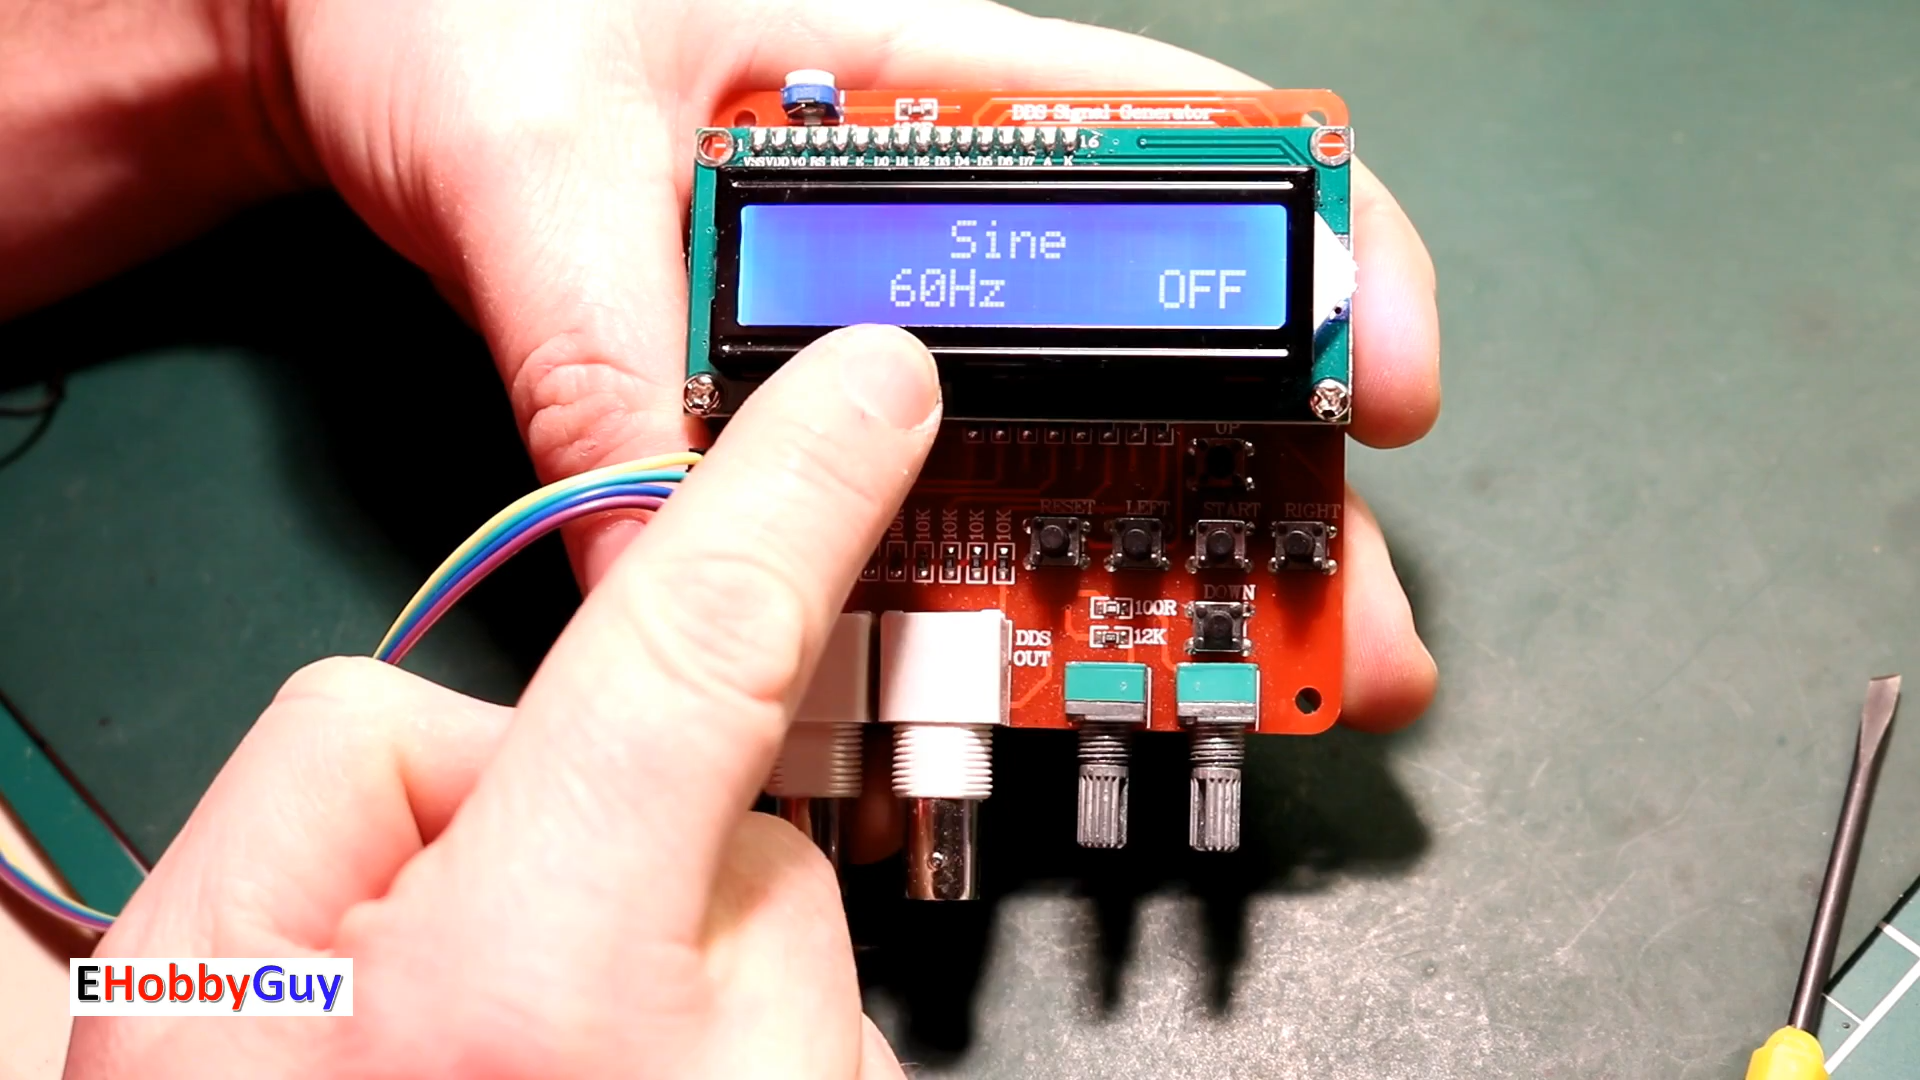 DDS Signal Generator
1
16
VSS VDD VO RS RW E D0 D1 D2 D3 D4 D5 D6 D7 A K
Sine
60Hz OFF
UP
RESET LEFT START RIGHT
10K 10K 10K 10K
DOWN
100R
12K
DDS
OUT
EHobbyGuy